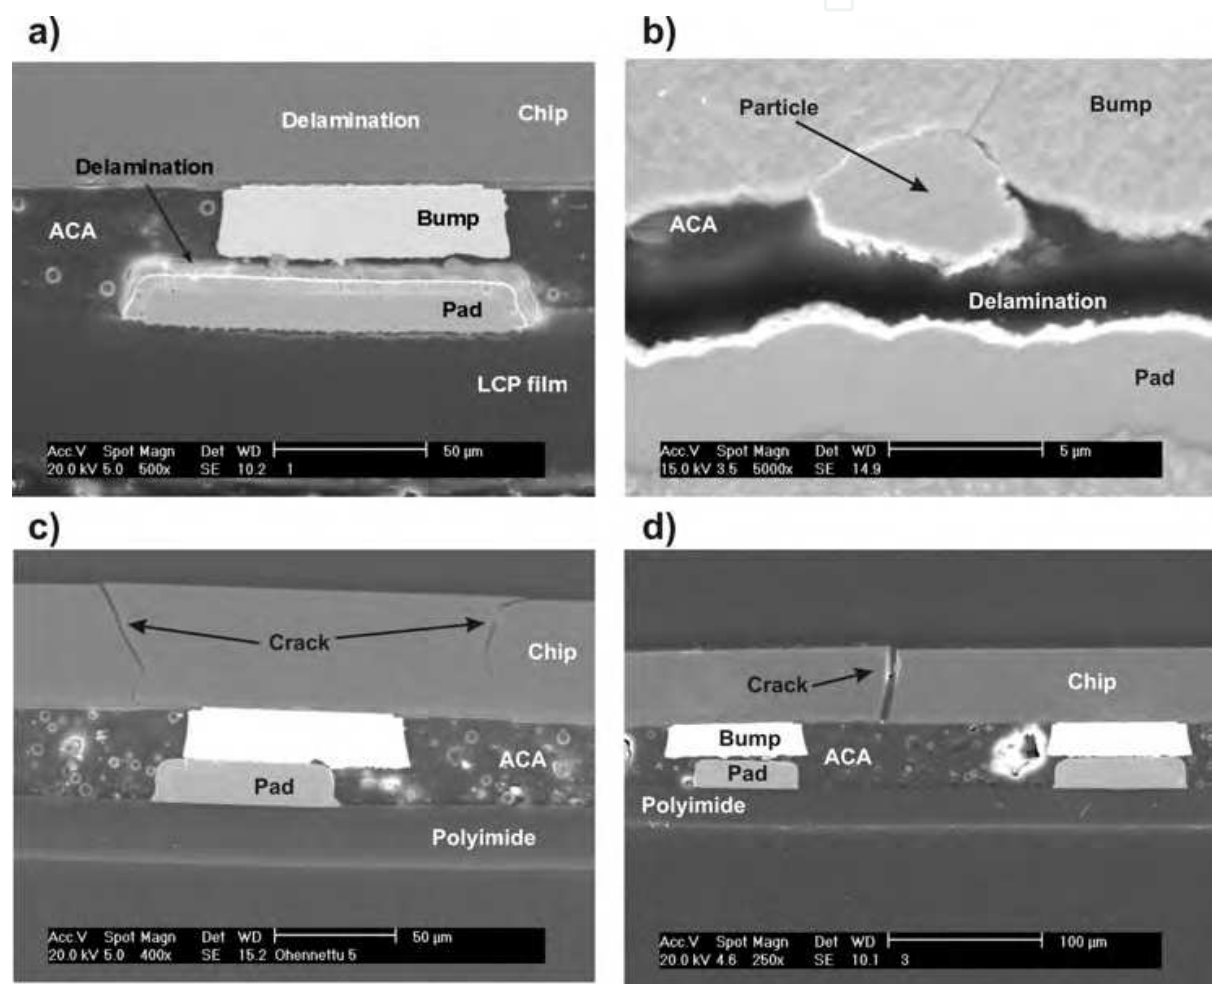 a)
Delamination
Chip
Delamination
ACA
Bump
Pad
LCP film
Acc.V Spot Magn Det WD 50 µm
20.0 kV 5.0 500x SE 10.2 1
b)
Particle
Bump
ACA
Delamination
Pad
Acc.V Spot Magn Det WD 5 µm
15.0 kV 3.5 5000x SE 14.9
c)
Crack
Chip
ACA
Pad
Polyimide
Acc.V Spot Magn Det WD 50 µm
20.0 kV 5.0 400x SE 15.2 Ohennettu 5
d)
Crack
Chip
Bump
ACA
Pad
Polyimide
Acc.V Spot Magn Det WD 100 µm
20.0 kV 4.6 250x SE 10.1 3